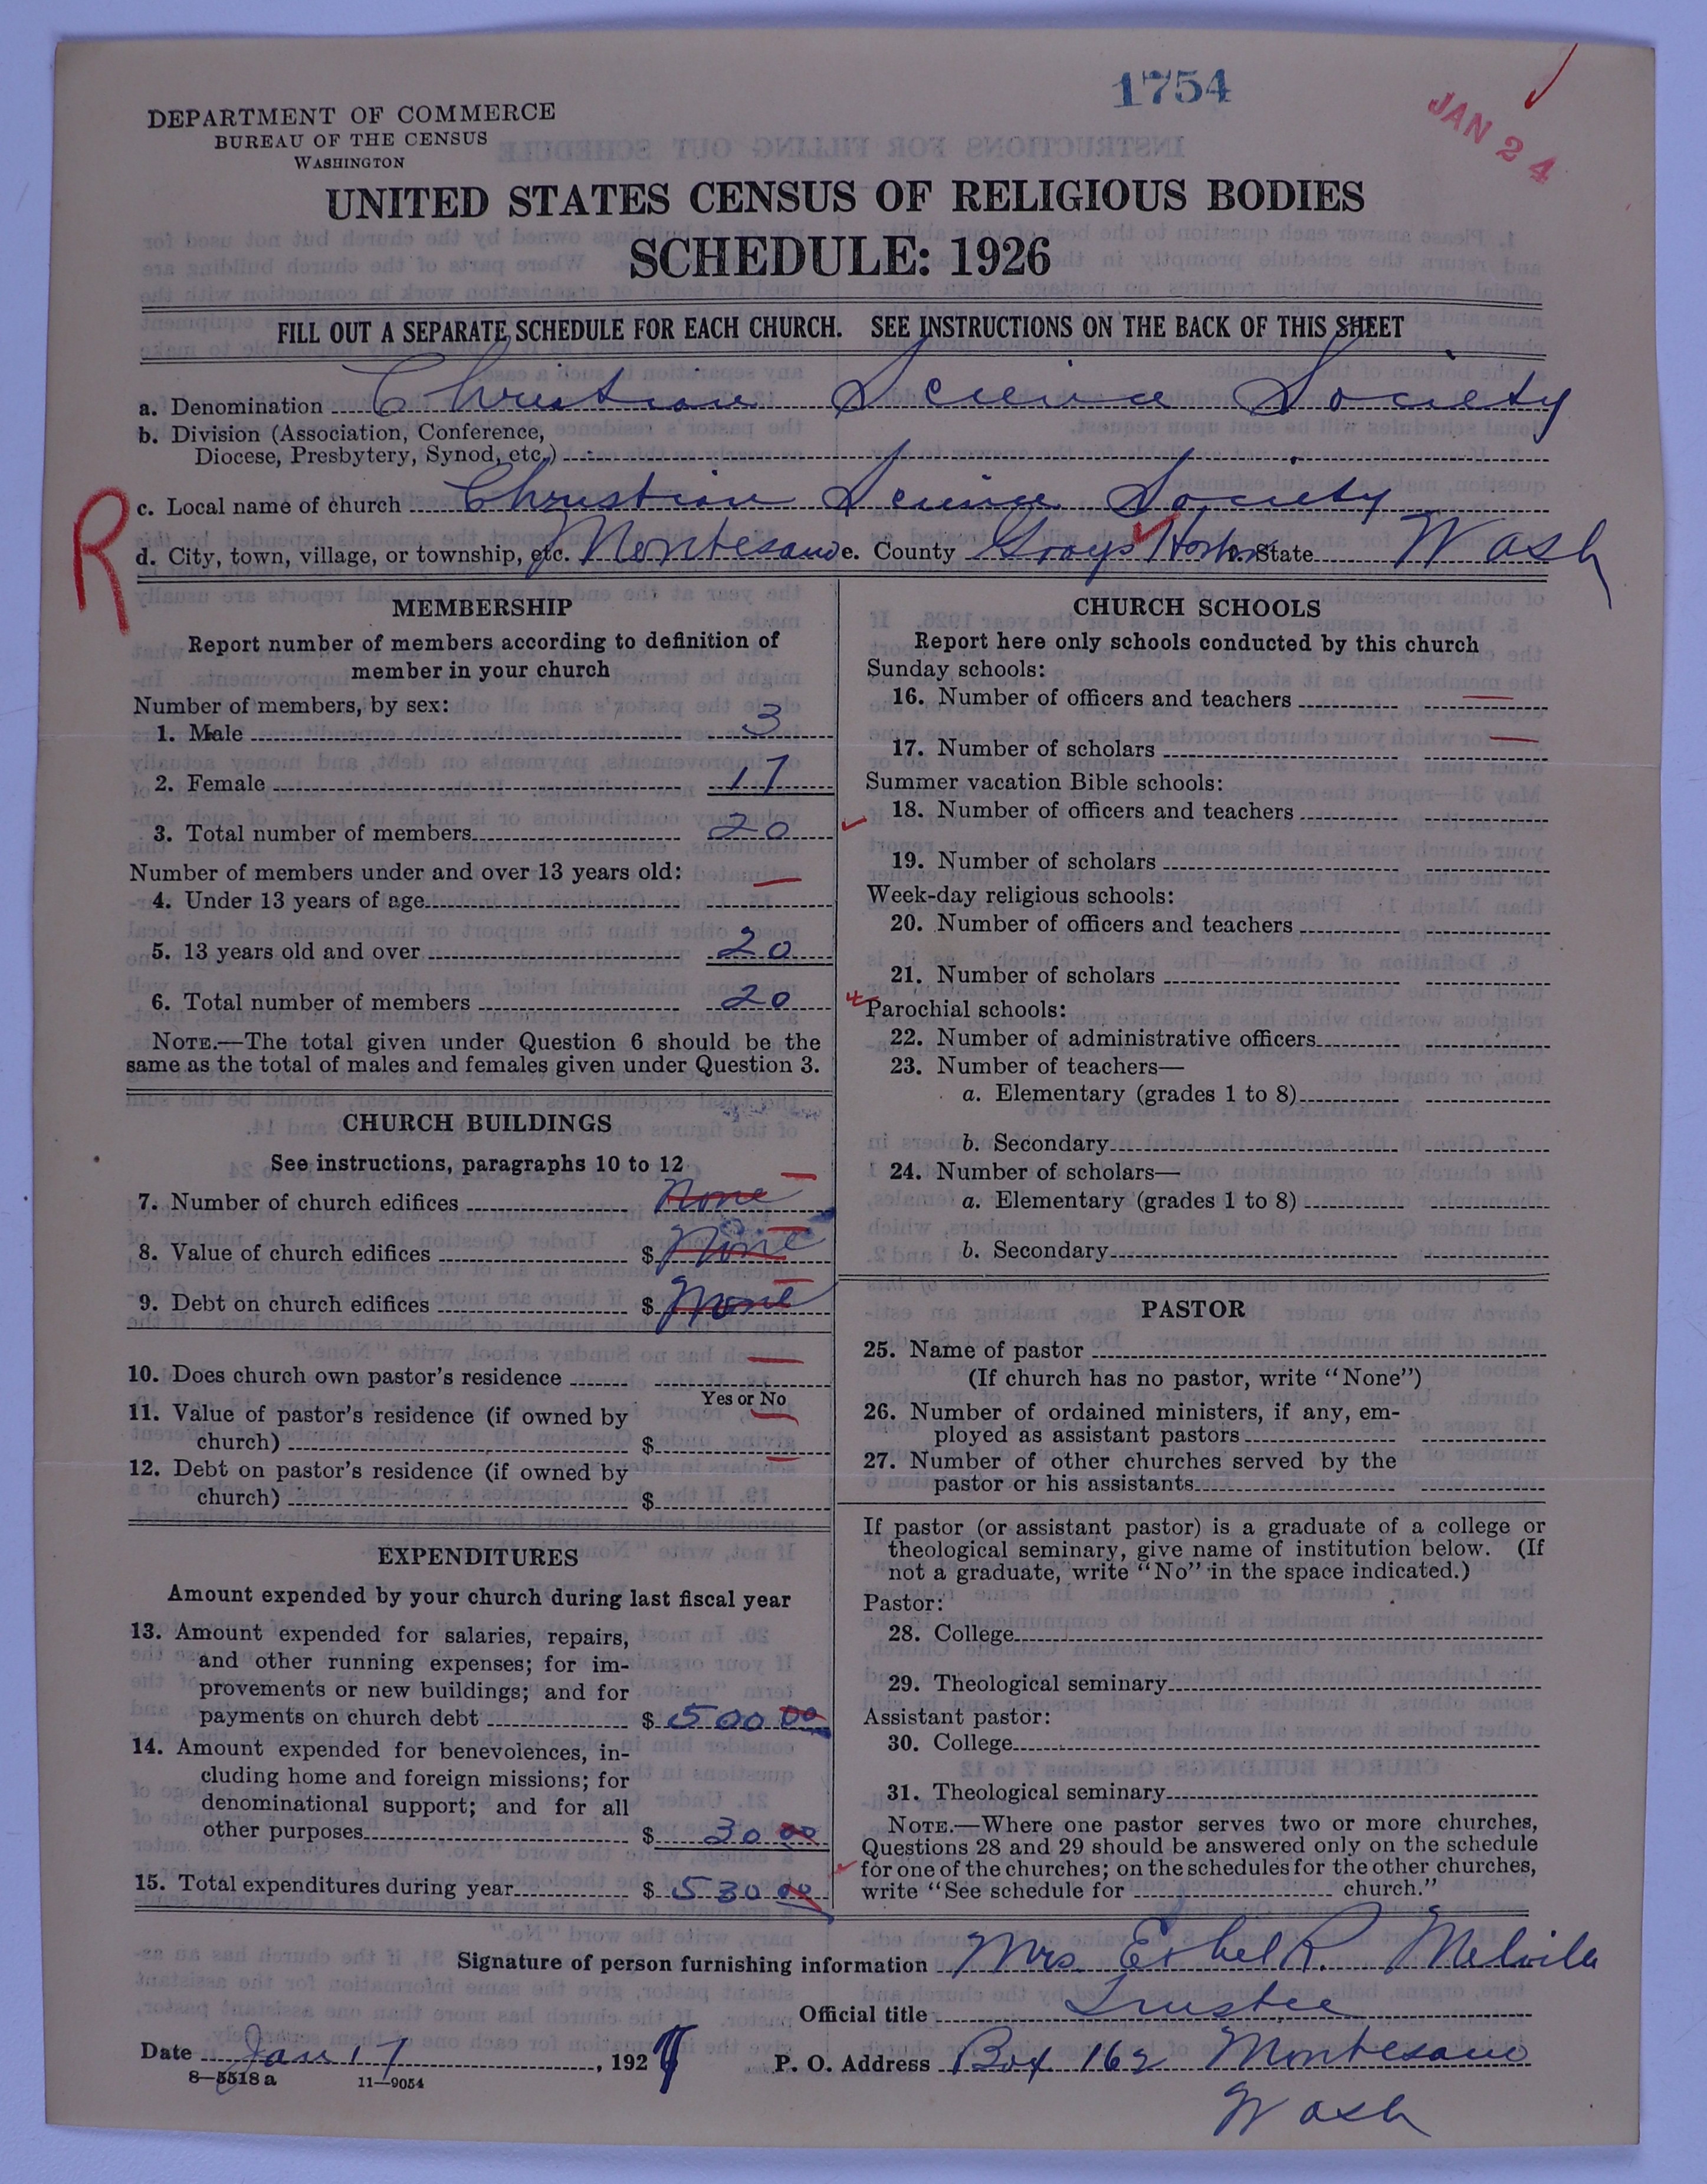 1754
JAN 24
DEPARTMENT OF COMMERCE
BUREAU OF THE CENSUS
WASHINGTON
UNITED STATES CENSUS OF RELIGIOUS BODIES
SCHEDULE: 1926
FILL OUT A SEPARATE SCHEDULE FOR EACH CHURCH. SEE INSTRUCTIONS ON THE BACK OF THIS SHEET
a. Denomination Christian Science Society
b. Division (Association, Conference,
Diocese, Presbytery, Synod, etc.)
c. Local name of church Christian Science Society
R
d. City, town, village, or township, etc. Montesano e. County Grays Harbor f. State Wash
MEMBERSHIP
Report number of members according to definition of
member in your church
Number of members, by sex:
1. Male 3
2. Female 17
3. Total number of members 20
Number of members under and over 13 years old:
4. Under 13 years of age —
5. 13 years old and over 20
6. Total number of members 20
NOTE.—The total given under Question 6 should be the
same as the total of males and females given under Question 3.
CHURCH BUILDINGS
See instructions, paragraphs 10 to 12
7. Number of church edifices None —
8. Value of church edifices $ None —
9. Debt on church edifices $ None —
10. Does church own pastor's residence —
Yes or No
11. Value of pastor's residence (if owned by
church) $ —
12. Debt on pastor's residence (if owned by
church) $ —
EXPENDITURES
Amount expended by your church during last fiscal year
13. Amount expended for salaries, repairs,
and other running expenses; for im-
provements or new buildings; and for
payments on church debt $ 500 00
14. Amount expended for benevolences, in-
cluding home and foreign missions; for
denominational support; and for all
other purposes $ 30 00
15. Total expenditures during year $ 530 00
CHURCH SCHOOLS
Report here only schools conducted by this church
Sunday schools:
16. Number of officers and teachers —
17. Number of scholars —
Summer vacation Bible schools:
18. Number of officers and teachers
19. Number of scholars
Week-day religious schools:
20. Number of officers and teachers
21. Number of scholars
Parochial schools:
22. Number of administrative officers
23. Number of teachers—
a. Elementary (grades 1 to 8)
b. Secondary
24. Number of scholars—
a. Elementary (grades 1 to 8)
b. Secondary
PASTOR
25. Name of pastor
(If church has no pastor, write "None")
26. Number of ordained ministers, if any, em-
ployed as assistant pastors
27. Number of other churches served by the
pastor or his assistants
If pastor (or assistant pastor) is a graduate of a college or
theological seminary, give name of institution below. (If
not a graduate, write "No" in the space indicated.)
Pastor:
28. College
29. Theological seminary
Assistant pastor:
30. College
31. Theological seminary
NOTE.—Where one pastor serves two or more churches,
Questions 28 and 29 should be answered only on the schedule
for one of the churches; on the schedules for the other churches,
write "See schedule for church."
Signature of person furnishing information Mrs. Ethel R. Melville
Official title Trustee
Date Jan 17, 1927 P. O. Address Box 162 Montesano
Wash
8—5518 a 11—9054